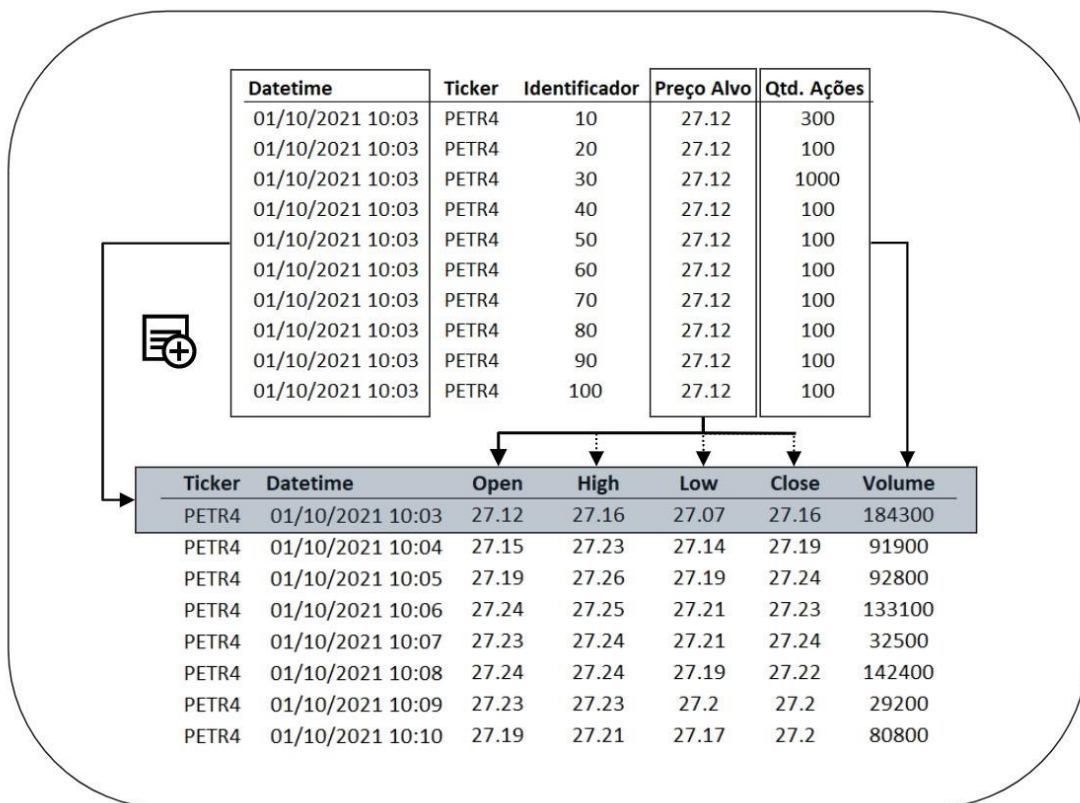 Datetime Ticker Identificador Preço Alvo Qtd. Ações
01/10/2021 10:03 PETR4 10 27.12 300
01/10/2021 10:03 PETR4 20 27.12 100
01/10/2021 10:03 PETR4 30 27.12 1000
01/10/2021 10:03 PETR4 40 27.12 100
01/10/2021 10:03 PETR4 50 27.12 100
01/10/2021 10:03 PETR4 60 27.12 100
01/10/2021 10:03 PETR4 70 27.12 100
01/10/2021 10:03 PETR4 80 27.12 100
01/10/2021 10:03 PETR4 90 27.12 100
01/10/2021 10:03 PETR4 100 27.12 100
Ticker Datetime Open High Low Close Volume
PETR4 01/10/2021 10:03 27.12 27.16 27.07 27.16 184300
PETR4 01/10/2021 10:04 27.15 27.23 27.14 27.19 91900
PETR4 01/10/2021 10:05 27.19 27.26 27.19 27.24 92800
PETR4 01/10/2021 10:06 27.24 27.25 27.21 27.23 133100
PETR4 01/10/2021 10:07 27.23 27.24 27.21 27.24 32500
PETR4 01/10/2021 10:08 27.24 27.24 27.19 27.22 142400
PETR4 01/10/2021 10:09 27.23 27.23 27.2 27.2 29200
PETR4 01/10/2021 10:10 27.19 27.21 27.17 27.2 80800